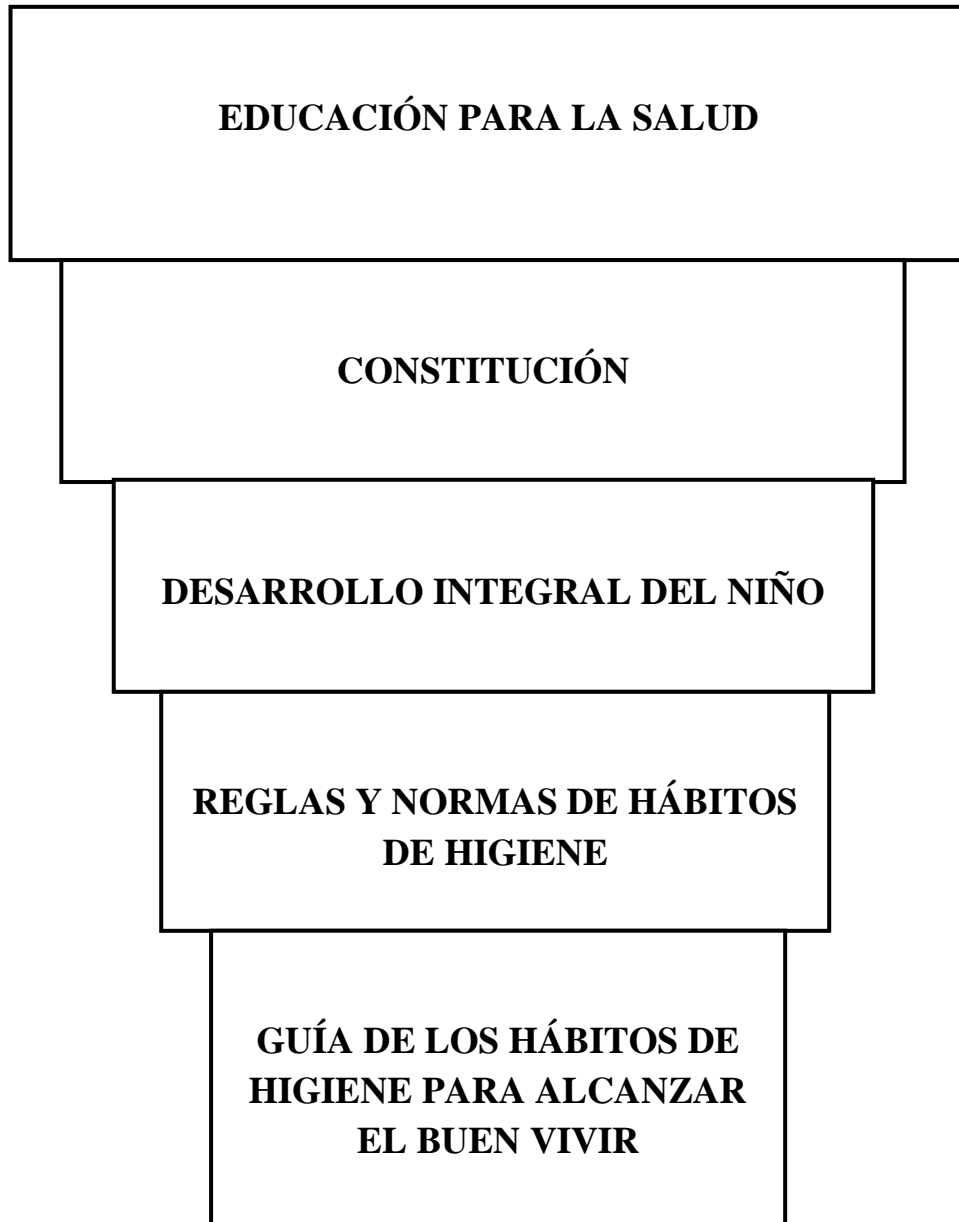 EDUCACIÓN PARA LA SALUD
CONSTITUCIÓN
DESARROLLO INTEGRAL DEL NIÑO
REGLAS Y NORMAS DE HÁBITOS
DE HIGIENE
GUÍA DE LOS HÁBITOS DE
HIGIENE PARA ALCANZAR
EL BUEN VIVIR